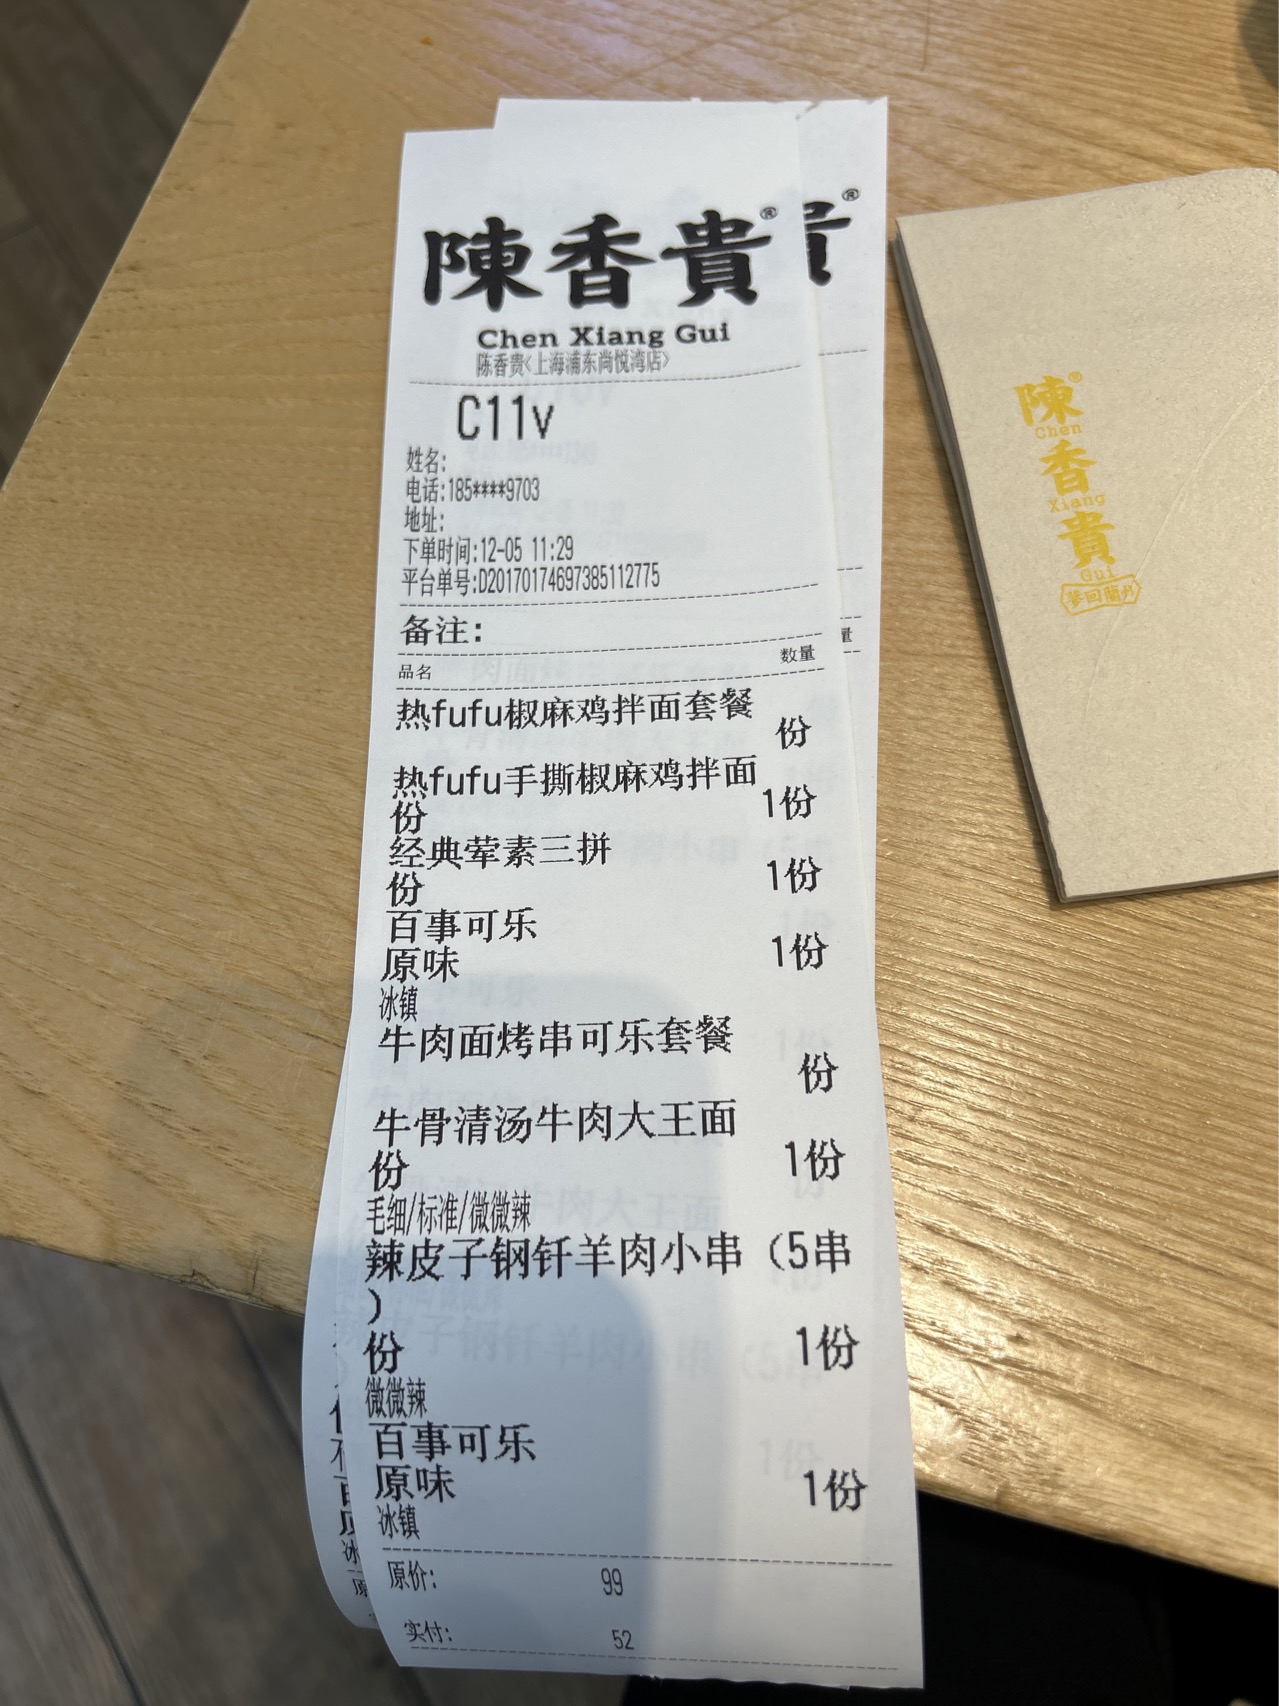 陳香貴®
Chen Xiang Gui
陈香贵<上海浦东尚悦湾店>
C11v
姓名:
电话:185****9703
地址:
下单时间:12-05 11:29
平台单号:D20170174697385112775
备注:
品名 数量
热fufu椒麻鸡拌面套餐
份
热fufu手撕椒麻鸡拌面
份 1份
经典荤素三拼
份 1份
百事可乐
原味 1份
冰镇
牛肉面烤串可乐套餐
份
牛骨清汤牛肉大王面
份 1份
毛细/标准/微微辣
辣皮子钢钎羊肉小串（5串
）
份 1份
微微辣
百事可乐
原味 1份
冰镇
原价: 99
实付: 52
貴®
量
陳®
Chen
香
Xiang
貴
Gui
夢回蘭州